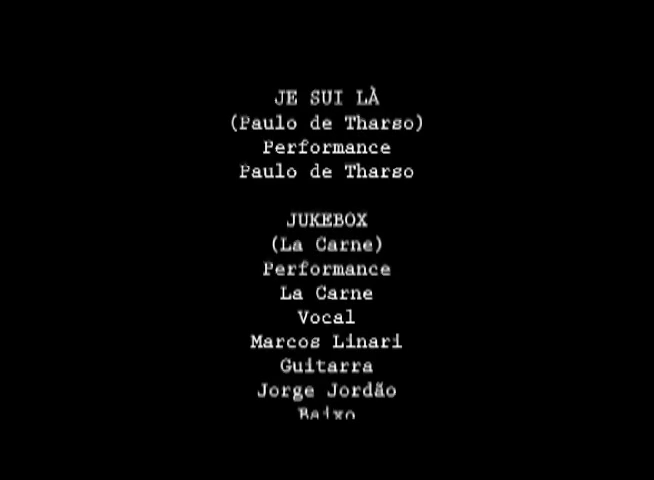 JE SUI LÀ
(Paulo de Tharso)
Performance
Paulo de Tharso
JUKEBOX
(La Carne)
Performance
La Carne
Vocal
Marcos Linari
Guitarra
Jorge Jordão
Baixo